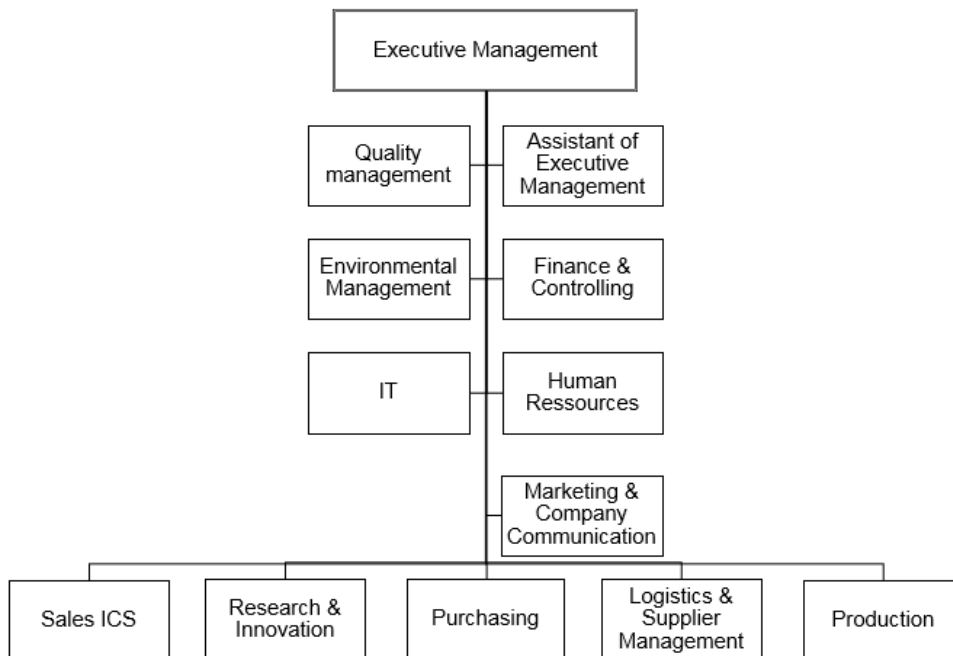 Executive Management
Quality
management
Assistant of
Executive
Management
Environmental
Management
Finance &
Controlling
IT
Human
Ressources
Marketing &
Company
Communication
Sales ICS
Research &
Innovation
Purchasing
Logistics &
Supplier
Management
Production